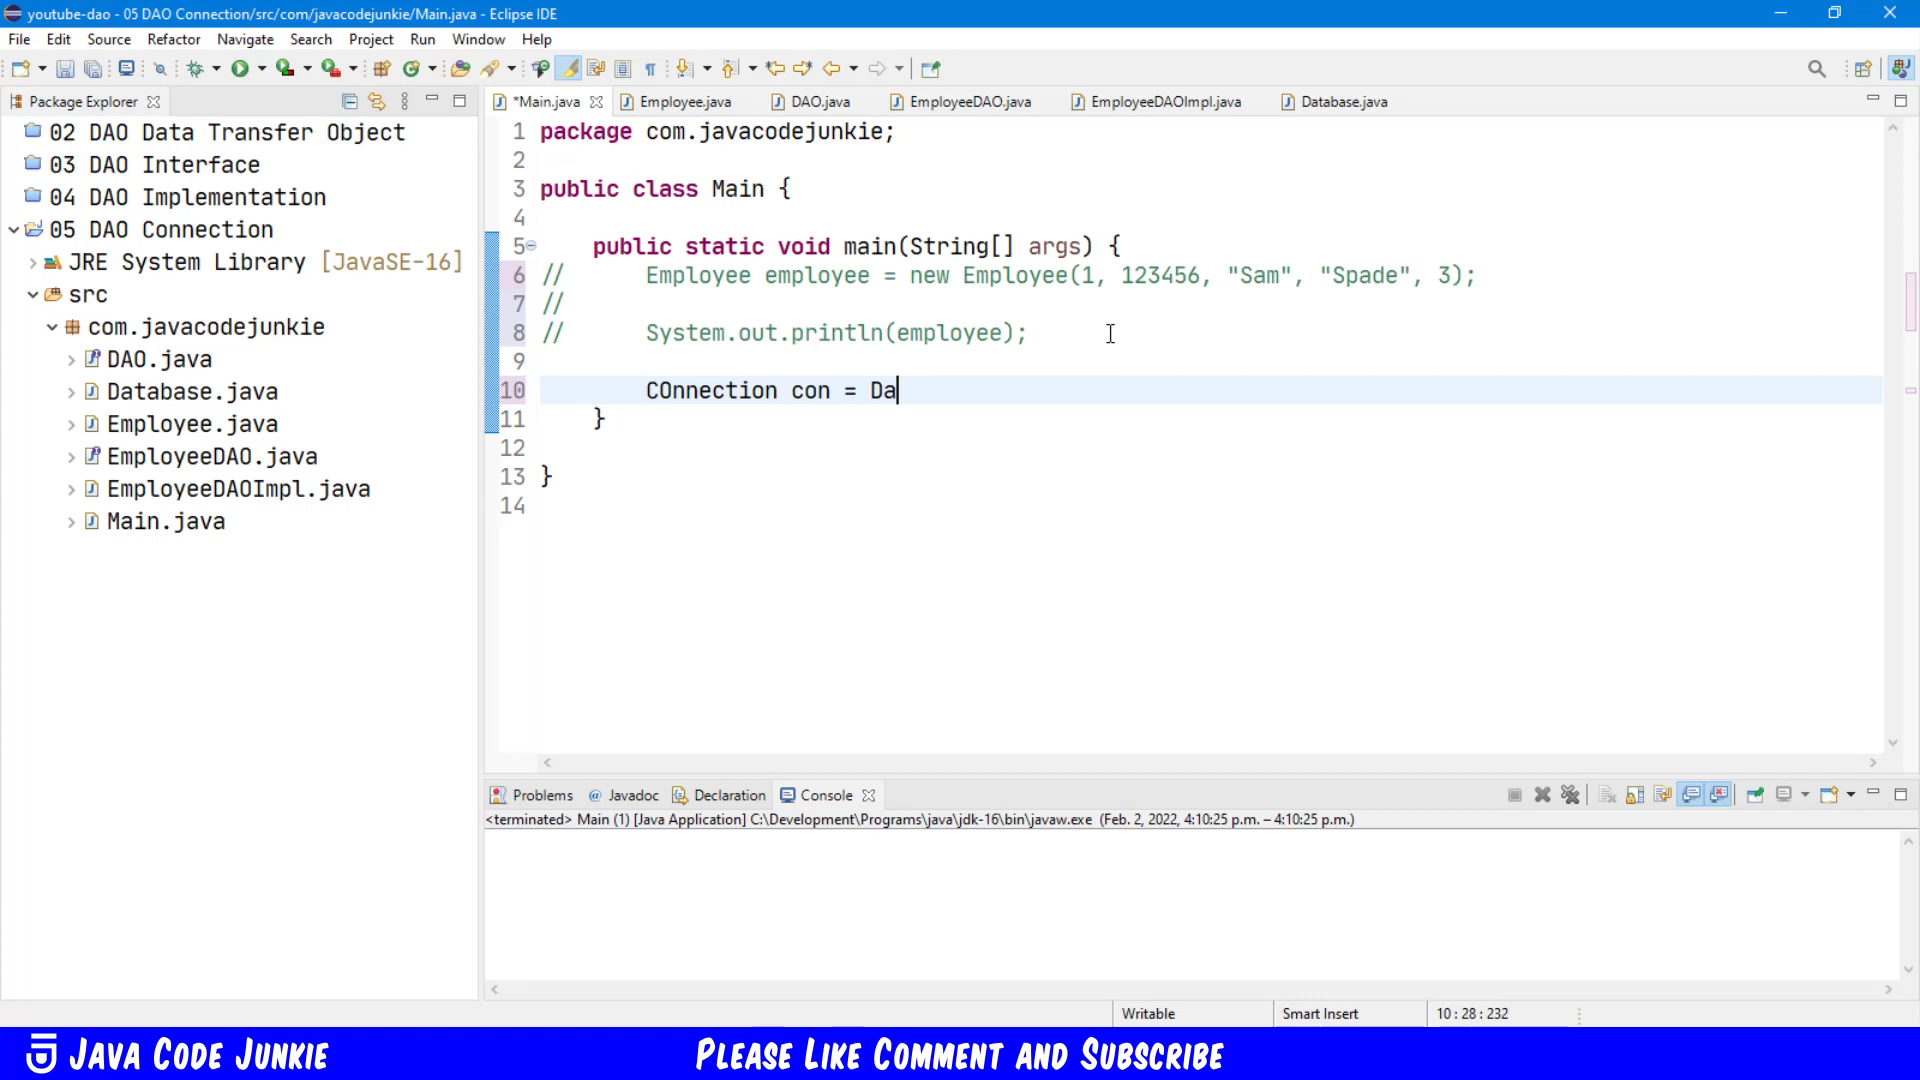 youtube-dao - 05 DAO Connection/src/com/javacodejunkie/Main.java - Eclipse IDE
File Edit Source Refactor Navigate Search Project Run Window Help
Package Explorer
*Main.java Employee.java DAO.java EmployeeDAO.java EmployeeDAOImpl.java Database.java
02 DAO Data Transfer Object
03 DAO Interface
04 DAO Implementation
05 DAO Connection
JRE System Library [JavaSE-16]
src
com.javacodejunkie
DAO.java
Database.java
Employee.java
EmployeeDAO.java
EmployeeDAOImpl.java
Main.java
1 package com.javacodejunkie;
2
3 public class Main {
4
5 public static void main(String[] args) {
6 // Employee employee = new Employee(1, 123456, "Sam", "Spade", 3);
7 //
8 // System.out.println(employee);
9
10 COnnection con = Da
11 }
12
13 }
14
Problems @ Javadoc Declaration Console
<terminated> Main (1) [Java Application] C:\Development\Programs\java\jdk-16\bin\javaw.exe (Feb. 2, 2022, 4:10:25 p.m. – 4:10:25 p.m.)
Writable Smart Insert 10 : 28 : 232
JAVA CODE JUNKIE PLEASE LIKE COMMENT AND SUBSCRIBE